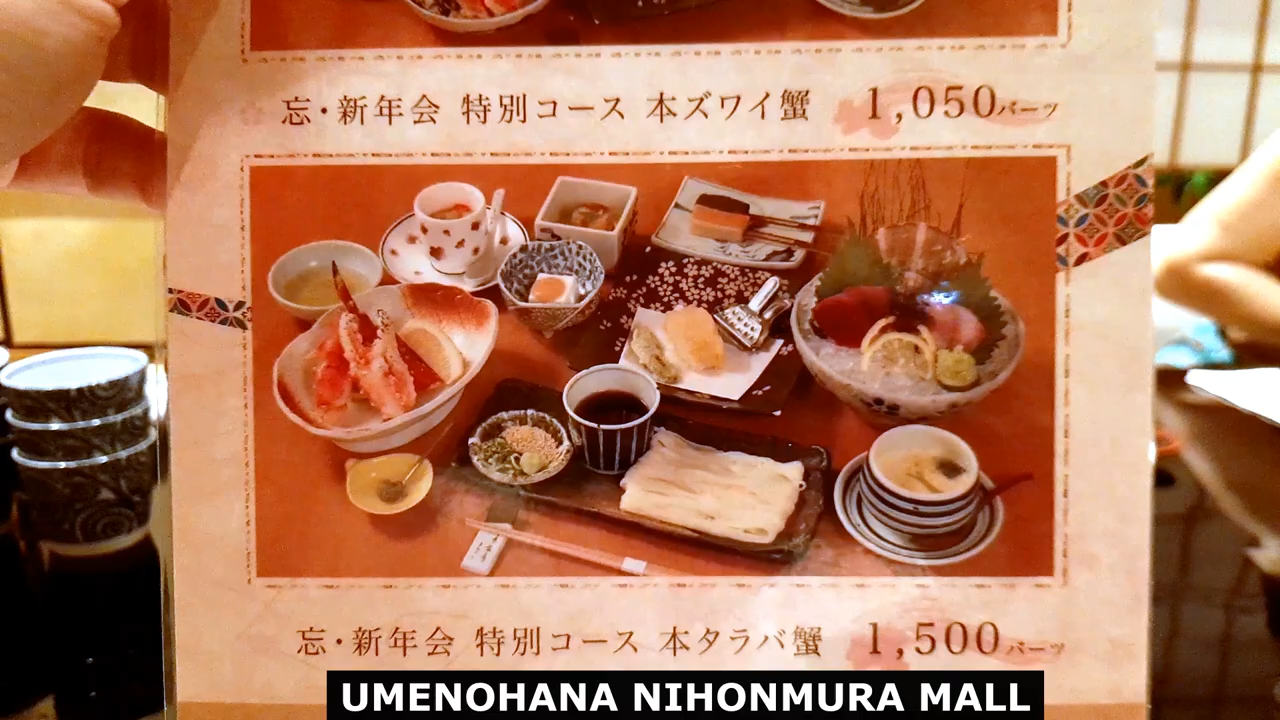 忘・新年会 特別コース 本ズワイ蟹 1,050バーツ
忘・新年会 特別コース 本タラバ蟹 1,500バーツ
UMENOHANA NIHONMURA MALL